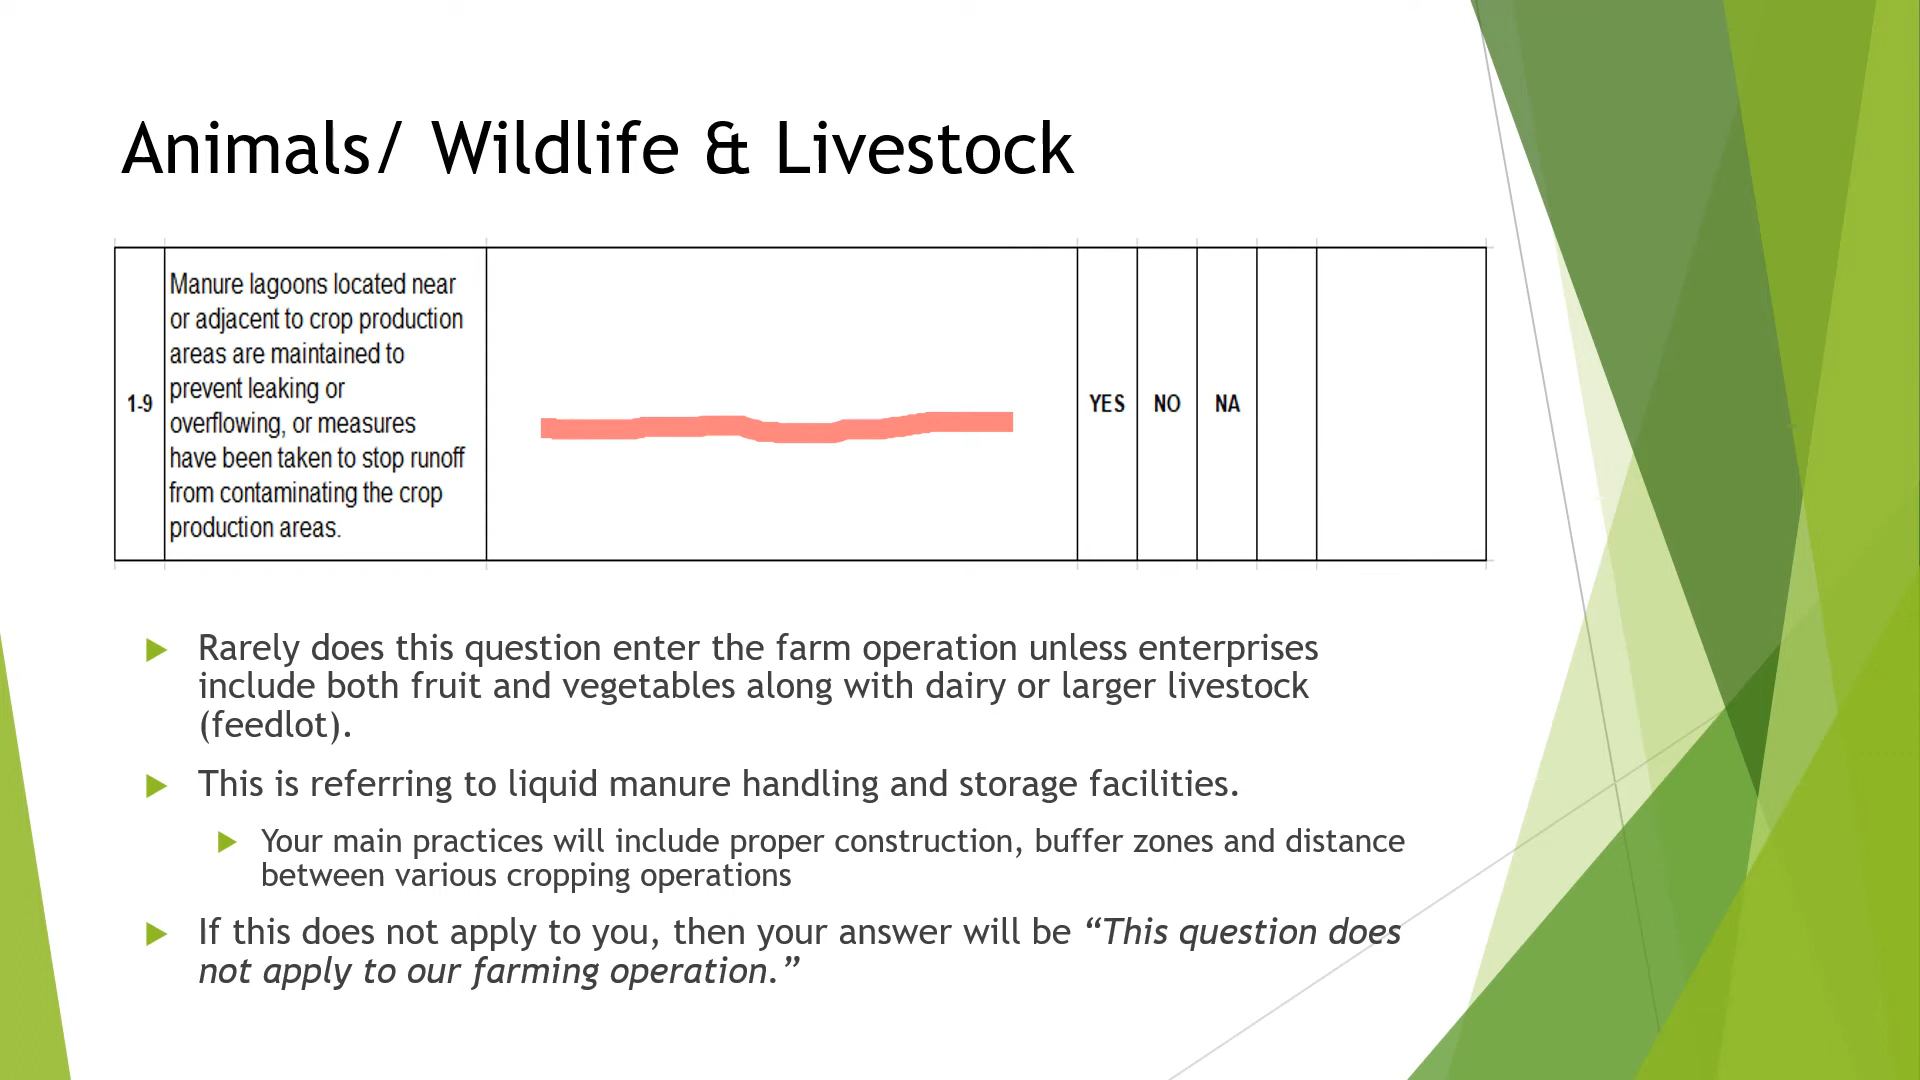 Animals/ Wildlife & Livestock
Manure lagoons located near
or adjacent to crop production
areas are maintained to
prevent leaking or
1-9
overflowing, or measures
have been taken to stop runoff
from contaminating the crop
production areas.
YES NO NA
Rarely does this question enter the farm operation unless enterprises
include both fruit and vegetables along with dairy or larger livestock
(feedlot).
This is referring to liquid manure handling and storage facilities.
Your main practices will include proper construction, buffer zones and distance
between various cropping operations
If this does not apply to you, then your answer will be “This question does
not apply to our farming operation.”